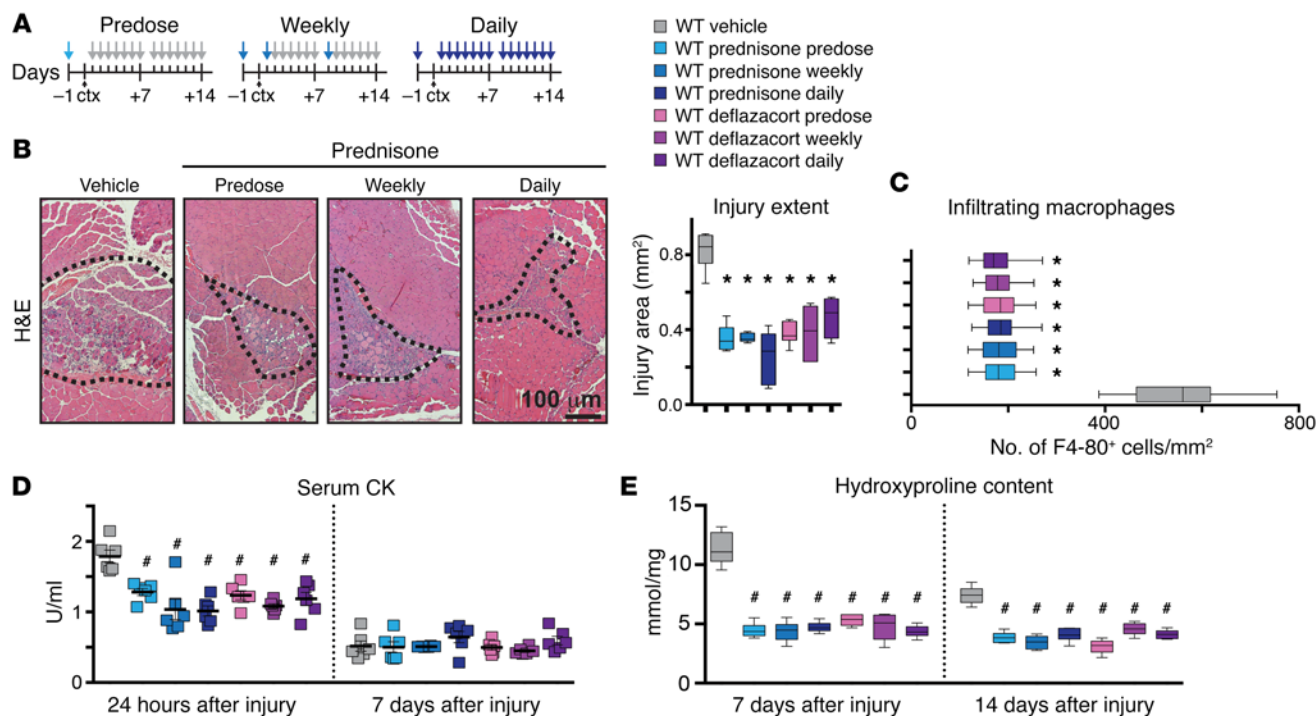 A
Predose Weekly Daily
Days
−1 ctx +7 +14 −1 ctx +7 +14 −1 ctx +7 +14
WT vehicle
WT prednisone predose
WT prednisone weekly
WT prednisone daily
WT deflazacort predose
WT deflazacort weekly
WT deflazacort daily
B
Prednisone
Vehicle Predose Weekly Daily
H&E
100 μm
Injury extent
Injury area (mm²)
0.8
0.4
0.0
* * * * * *
C
Infiltrating macrophages
*
*
*
*
*
*
0 400 800
No. of F4-80⁺ cells/mm²
D
Serum CK
U/ml
2
1
0
# # # # # #
24 hours after injury 7 days after injury
E
Hydroxyproline content
mmol/mg
15
10
5
0
# # # # # # # # # # # #
7 days after injury 14 days after injury